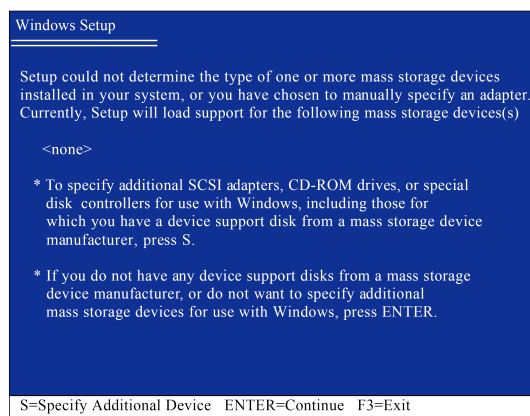 Windows Setup
Setup could not determine the type of one or more mass storage devices
installed in your system, or you have chosen to manually specify an adapter.
Currently, Setup will load support for the following mass storage devices(s)
<none>
* To specify additional SCSI adapters, CD-ROM drives, or special
disk controllers for use with Windows, including those for
which you have a device support disk from a mass storage device
manufacturer, press S.
* If you do not have any device support disks from a mass storage
device manufacturer, or do not want to specify additional
mass storage devices for use with Windows, press ENTER.
S=Specify Additional Device ENTER=Continue F3=Exit